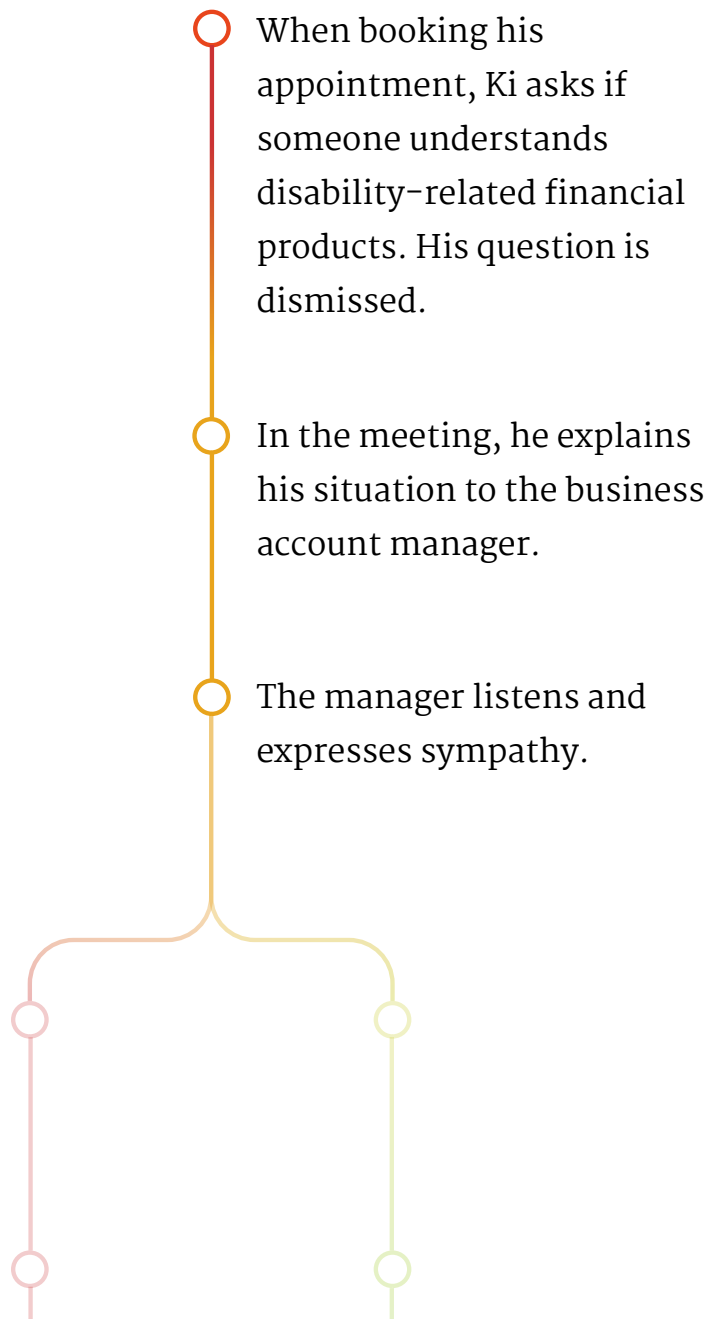 When booking his
appointment, Ki asks if
someone understands
disability-related financial
products. His question is
dismissed.
In the meeting, he explains
his situation to the business
account manager.
The manager listens and
expresses sympathy.